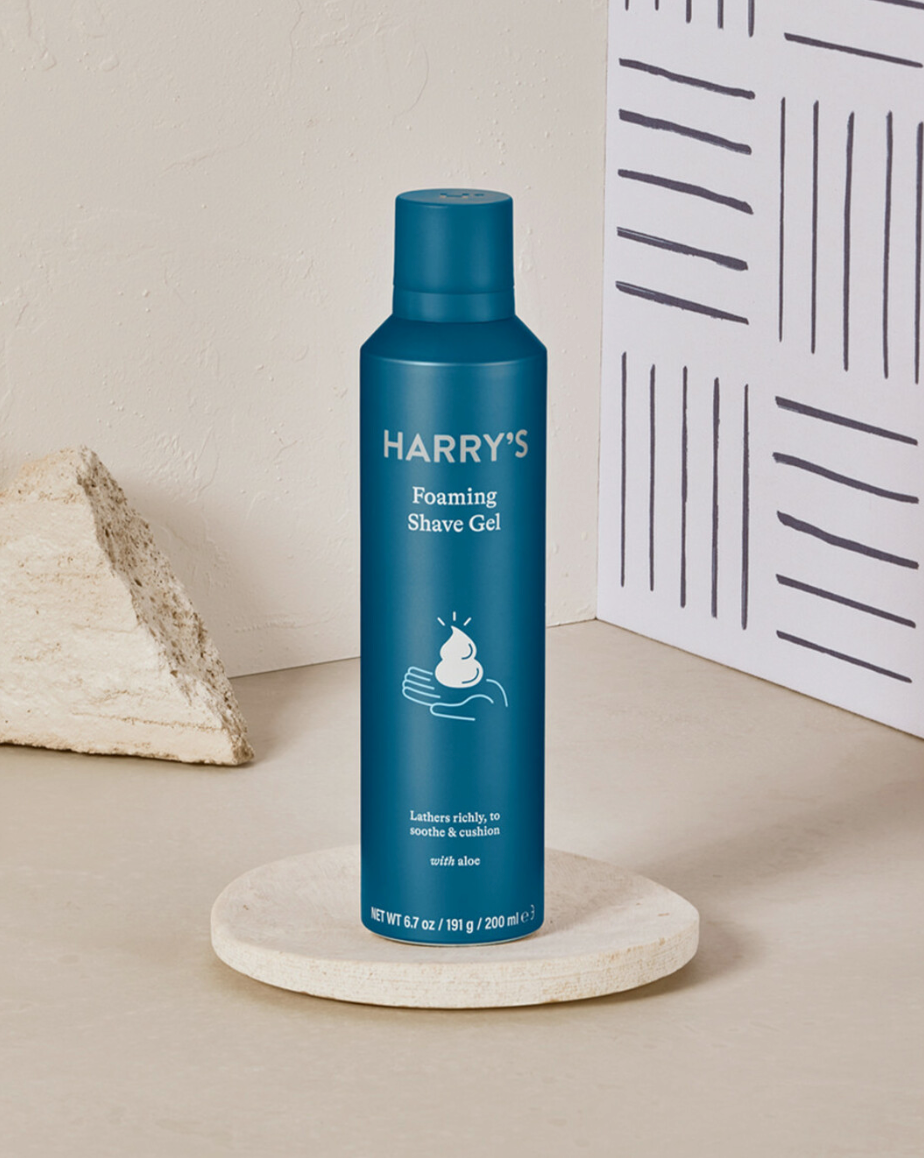 HARRY'S
Foaming
Shave Gel
Lathers richly, to
soothe & cushion
with aloe
NET WT 6.7 oz / 191 g / 200 ml ℮